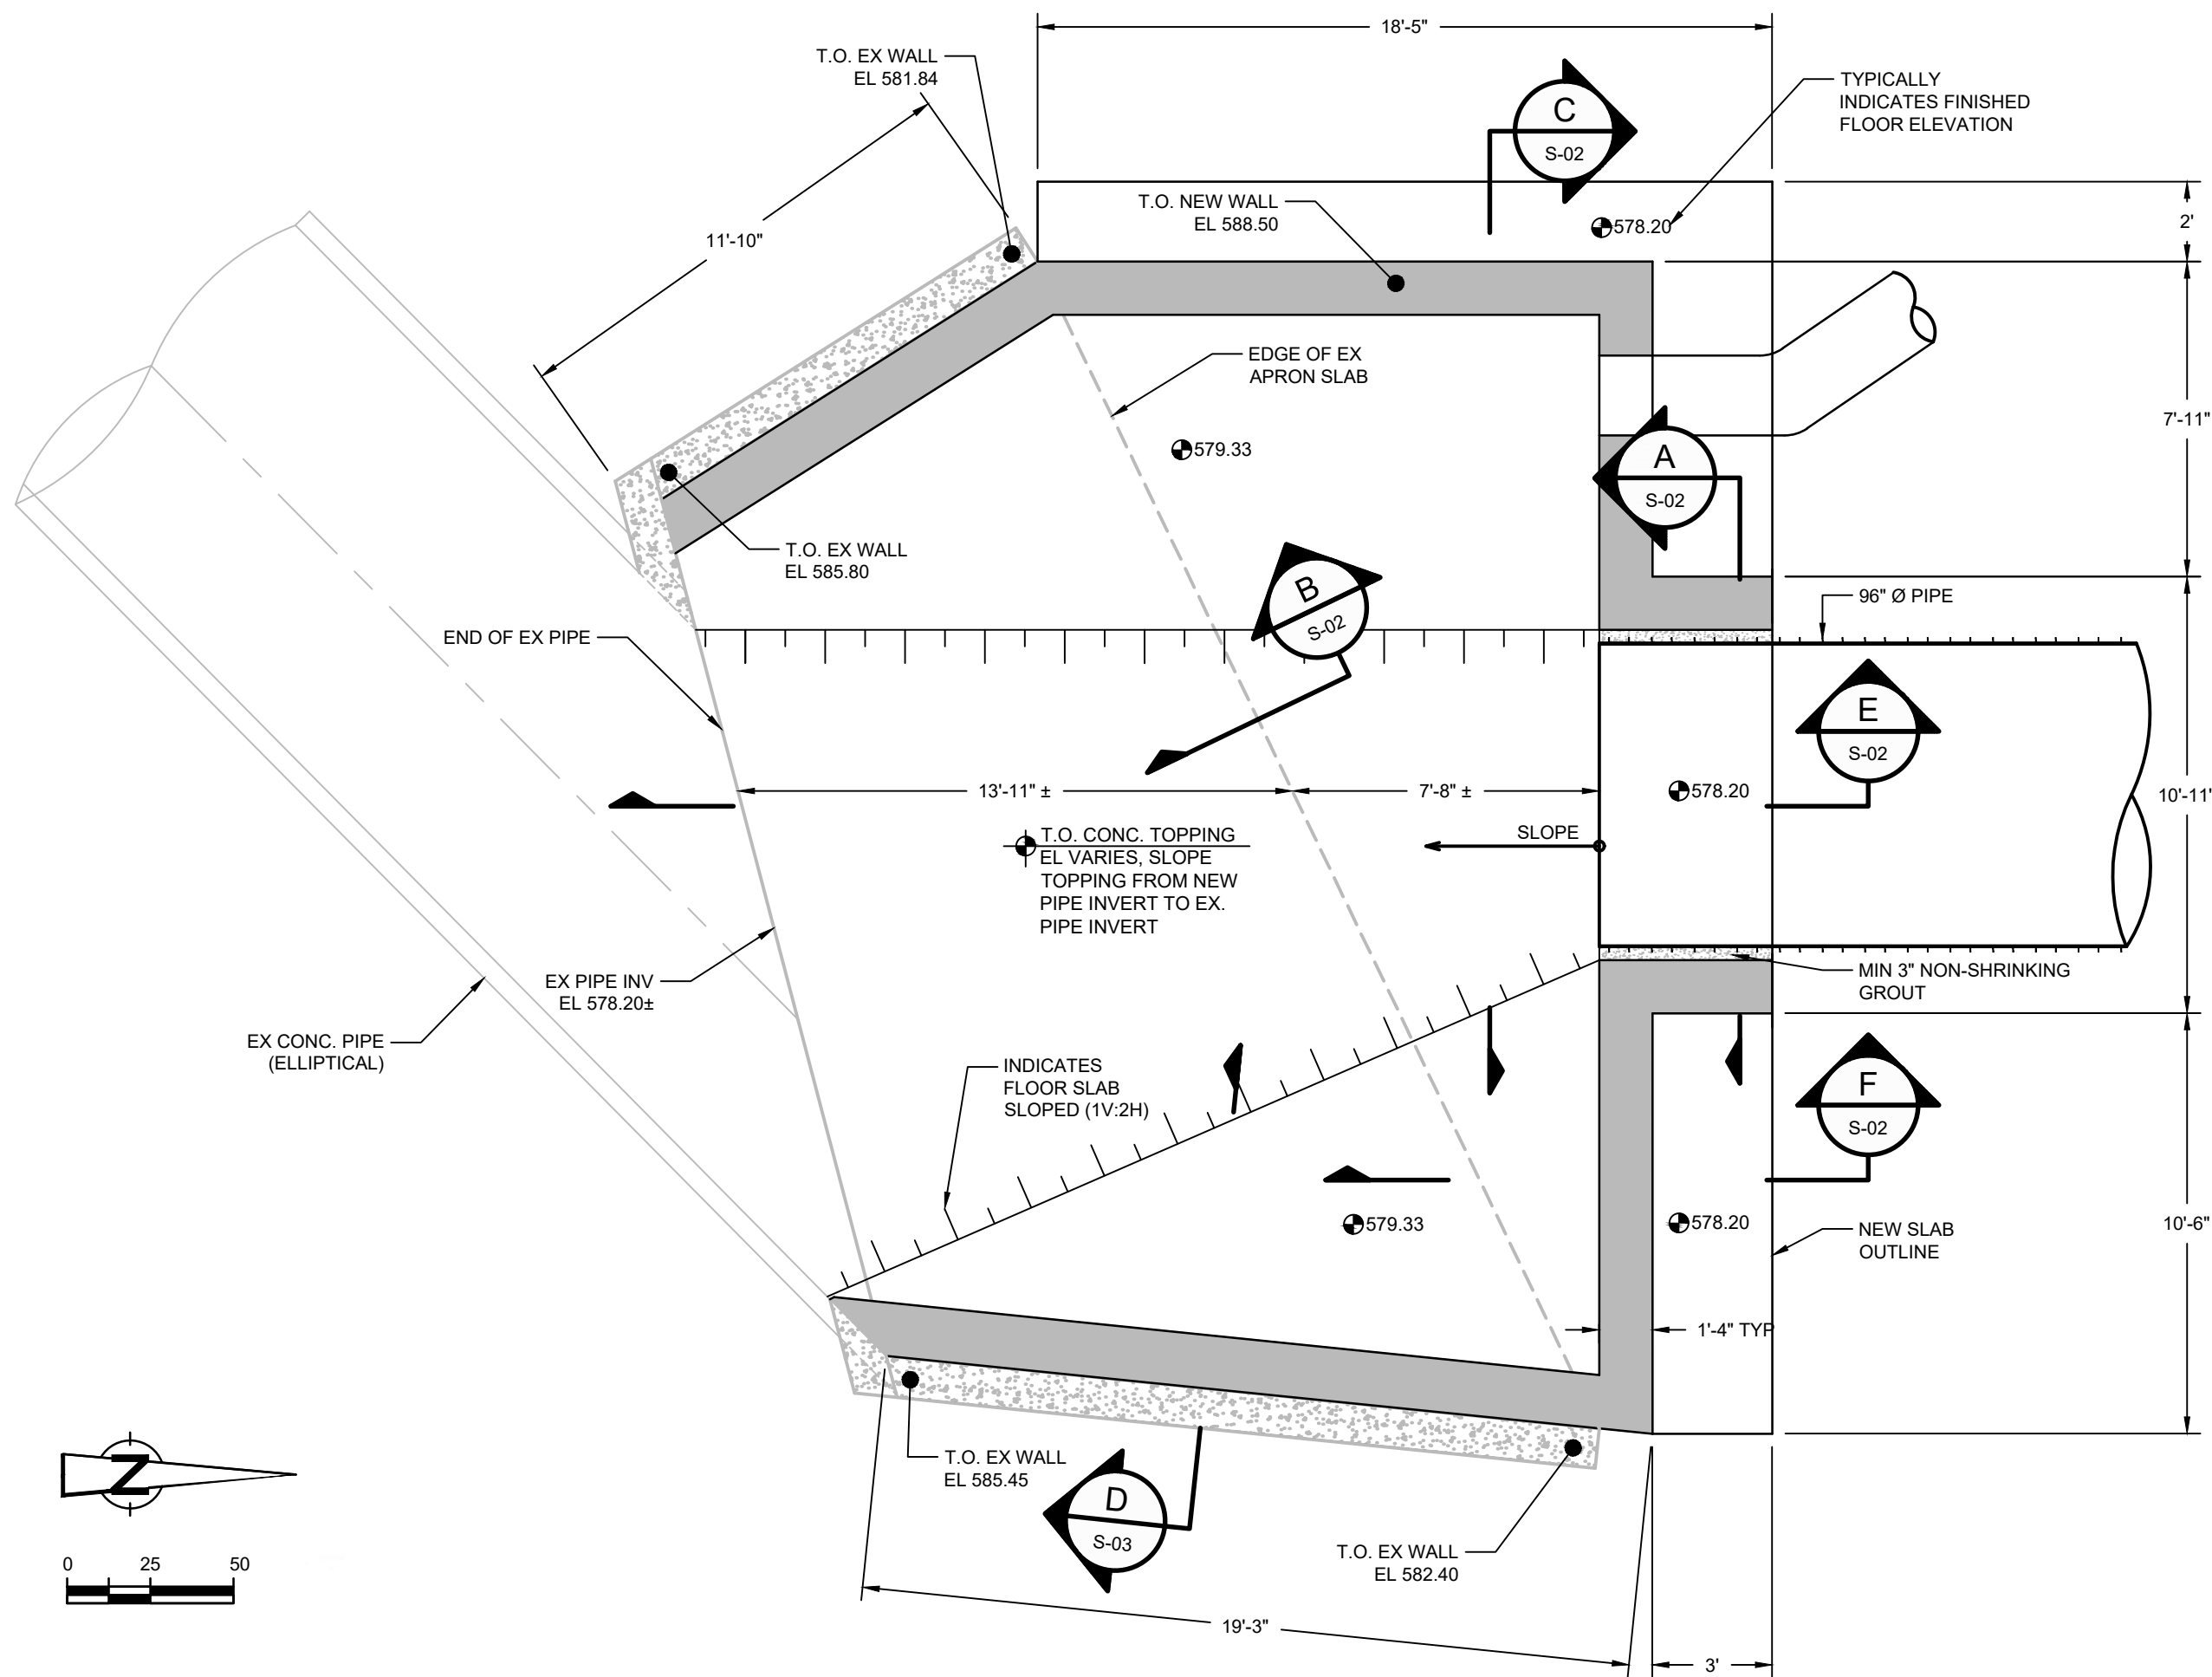 18'-5"
T.O. EX WALL
EL 581.84
C
S-02
TYPICALLY
INDICATES FINISHED
FLOOR ELEVATION
11'-10"
T.O. NEW WALL
EL 588.50
578.20
2'
EDGE OF EX
APRON SLAB
7'-11"
579.33
A
S-02
T.O. EX WALL
EL 585.80
B
S-02
96" Ø PIPE
END OF EX PIPE
E
S-02
13'-11" ±
7'-8" ±
578.20
10'-11"
SLOPE
T.O. CONC. TOPPING
EL VARIES, SLOPE
TOPPING FROM NEW
PIPE INVERT TO EX.
PIPE INVERT
EX PIPE INV
EL 578.20±
MIN 3" NON-SHRINKING
GROUT
EX CONC. PIPE
(ELLIPTICAL)
INDICATES
FLOOR SLAB
SLOPED (1V:2H)
F
S-02
579.33
578.20
10'-6"
NEW SLAB
OUTLINE
1'-4" TYP
T.O. EX WALL
EL 585.45
N
D
S-03
T.O. EX WALL
EL 582.40
0 25 50
19'-3"
3'